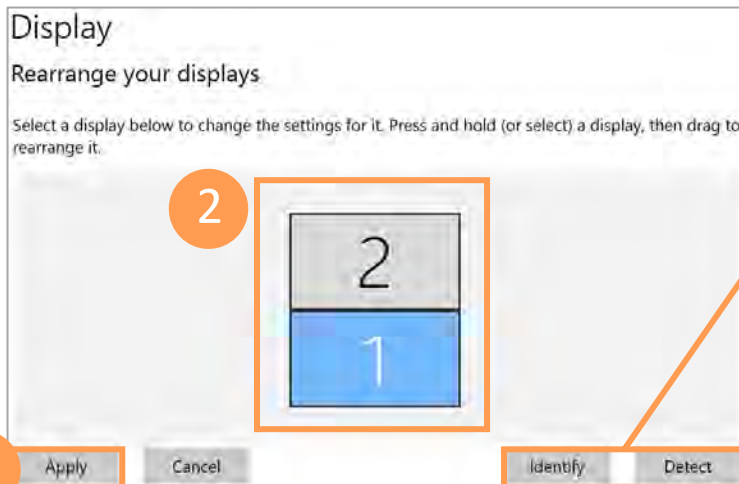 Display
Rearrange your displays
Select a display below to change the settings for it. Press and hold (or select) a display, then drag to
rearrange it.
2
2
1
Apply Cancel Identify Detect